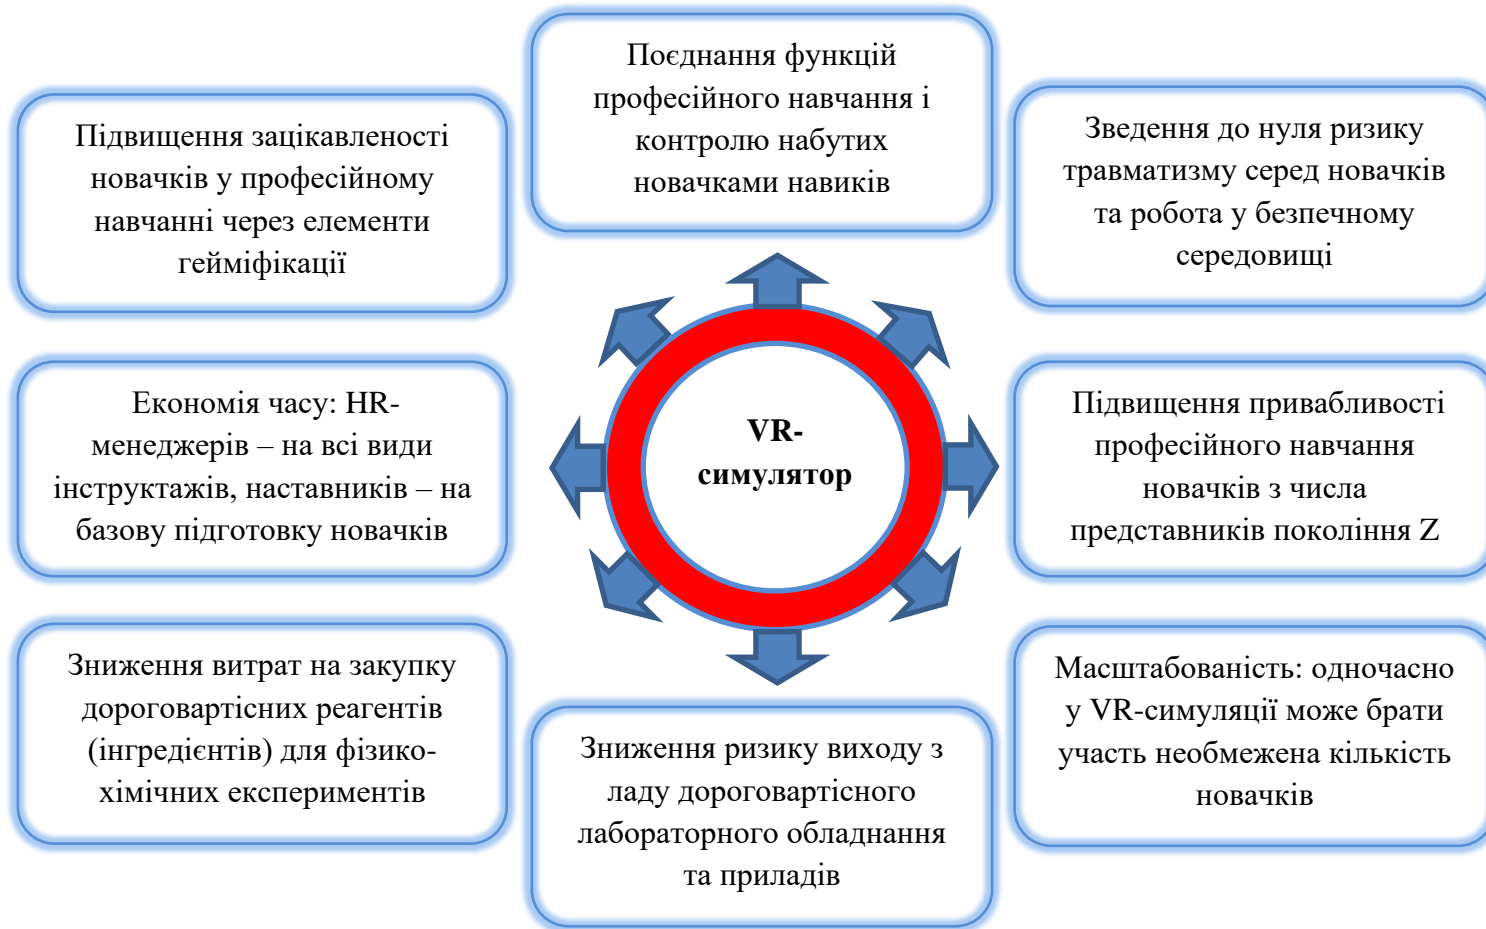 Поєднання функцій
професійного навчання і
контролю набутих
новачками навиків
Підвищення зацікавленості
новачків у професійному
навчанні через елементи
гейміфікації
Зведення до нуля ризику
травматизму серед новачків
та робота у безпечному
середовищі
Економія часу: HR-
менеджерів – на всі види
інструктажів, наставників – на
базову підготовку новачків
VR-
симулятор
Підвищення привабливості
професійного навчання
новачків з числа
представників покоління Z
Зниження витрат на закупку
дороговартісних реагентів
(інгредієнтів) для фізико-
хімічних експериментів
Зниження ризику виходу з
ладу дороговартісного
лабораторного обладнання
та приладів
Масштабованість: одночасно
у VR-симуляції може брати
участь необмежена кількість
новачків